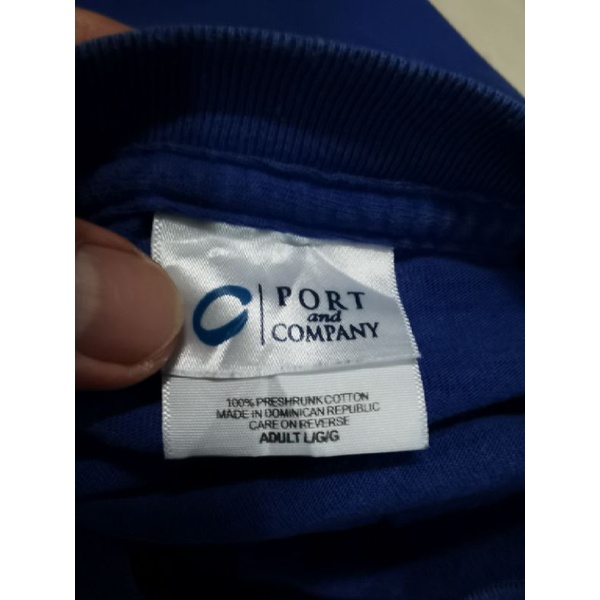 PORT
and
COMPANY
100% PRESHRUNK COTTON
MADE IN DOMINICAN REPUBLIC
CARE ON REVERSE
ADULT L/G/G